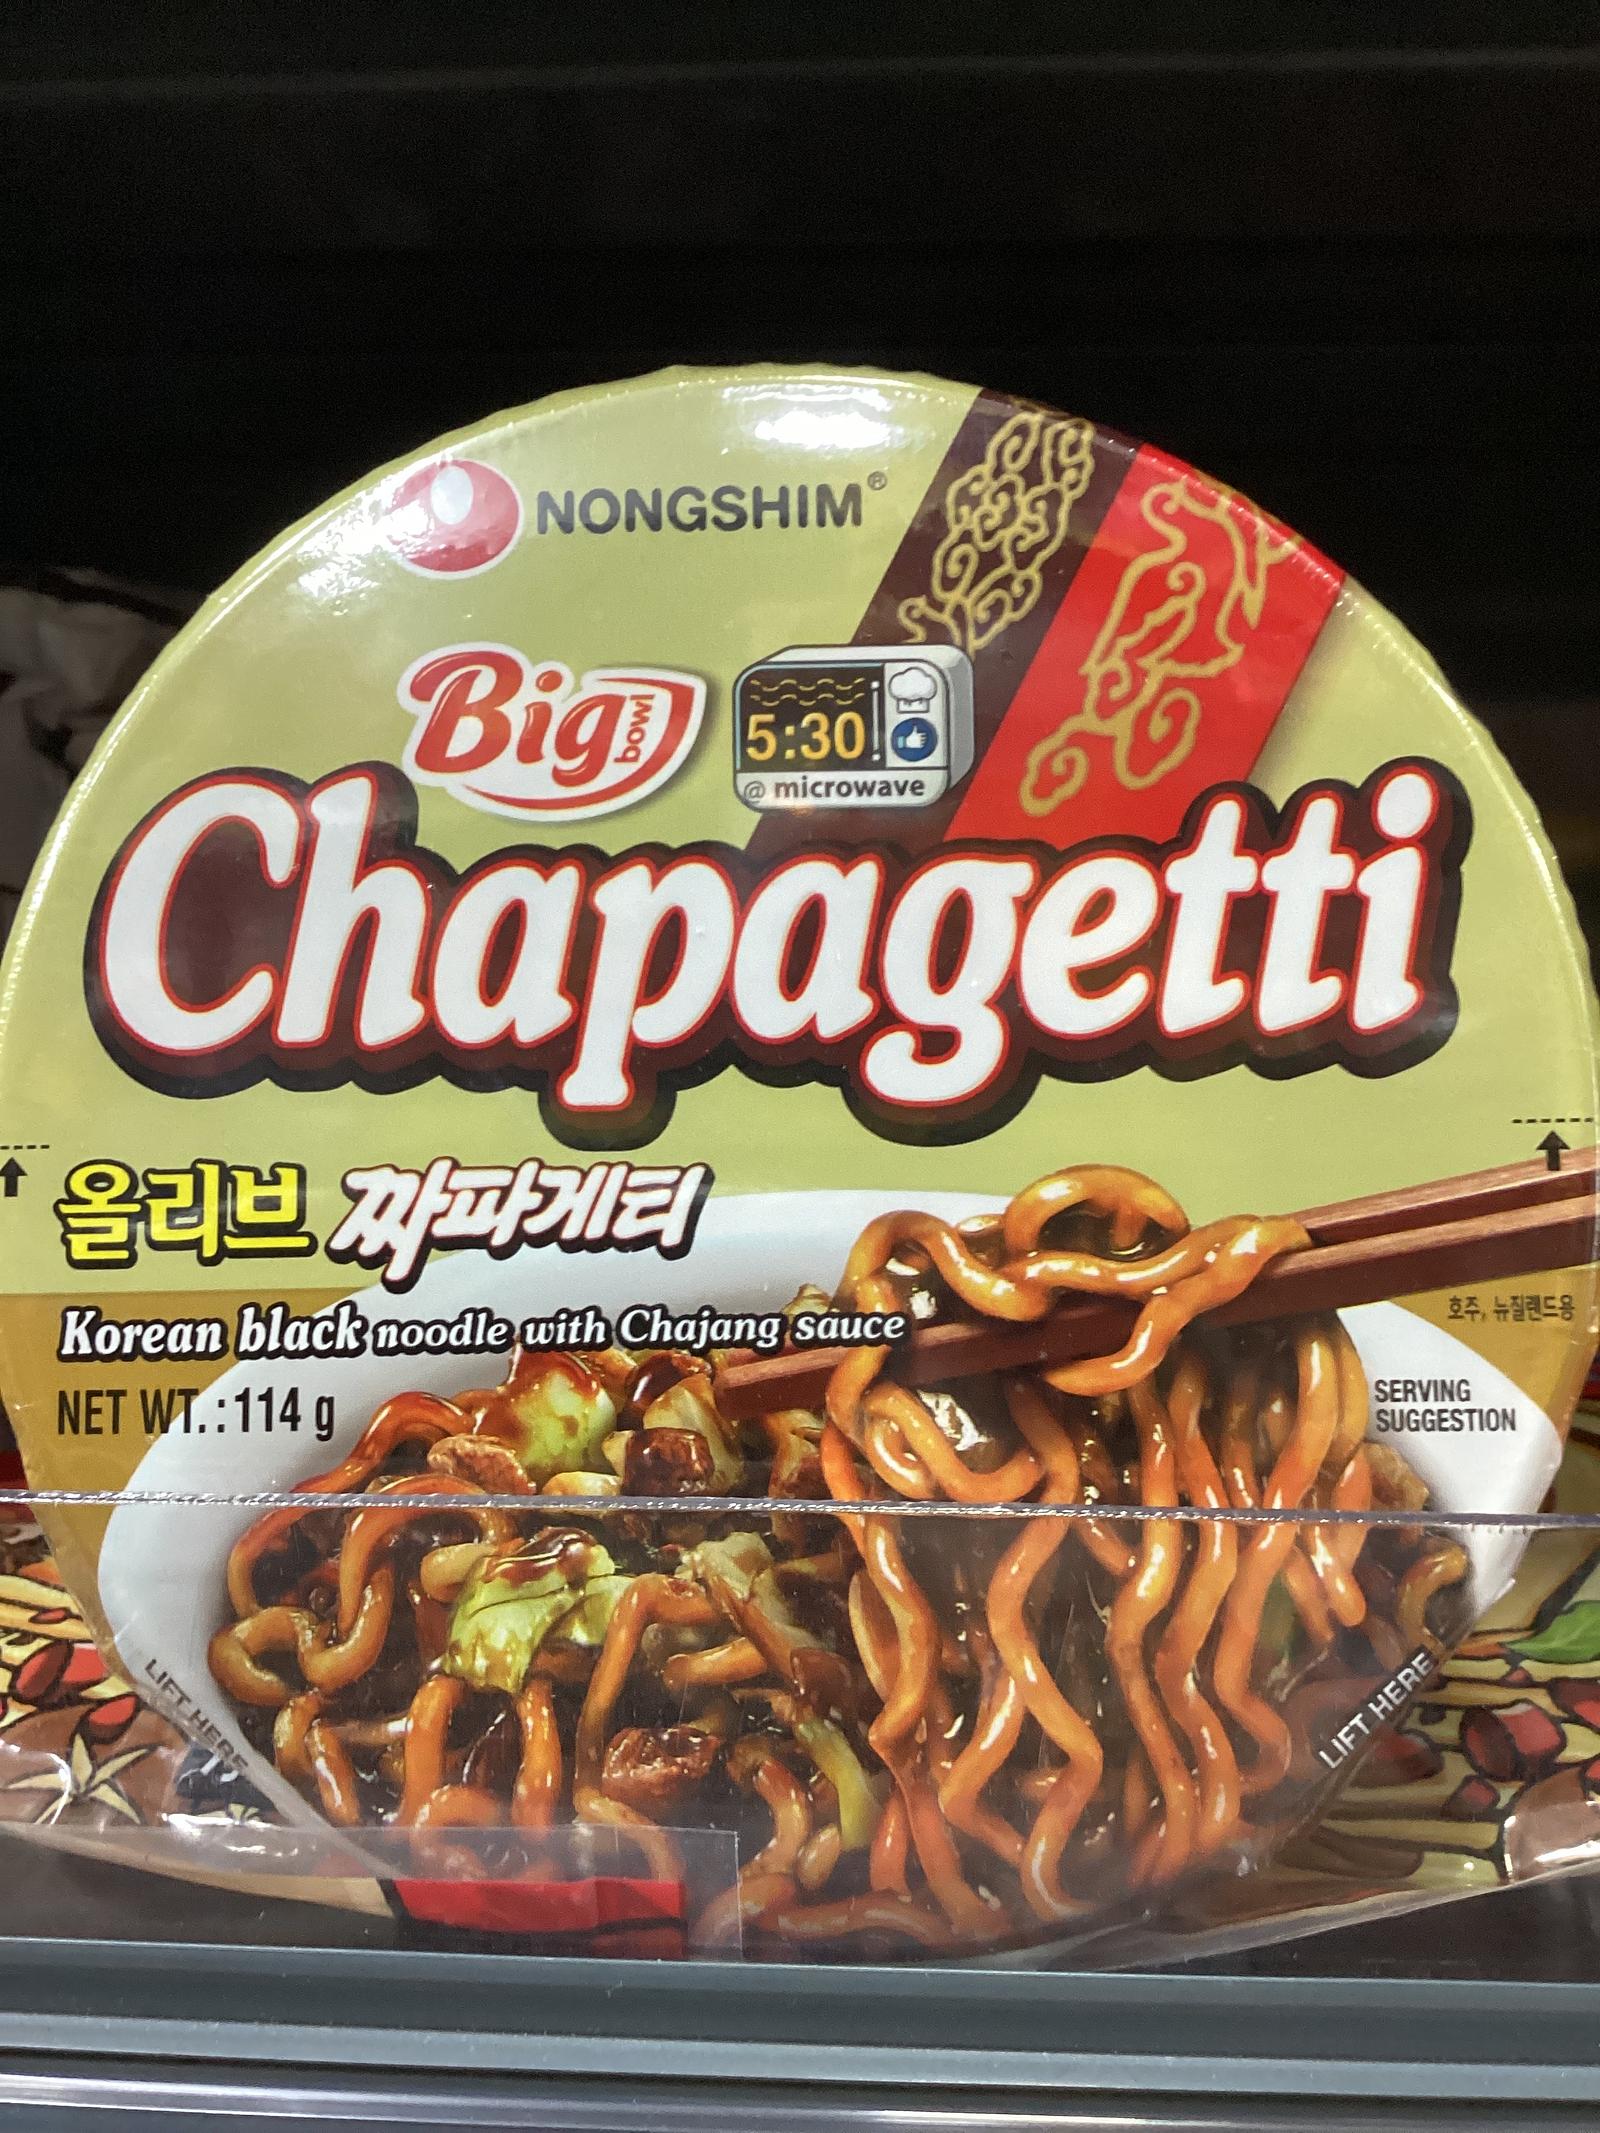 NONGSHIM®
Big bowl
5:30
@ microwave
Chapagetti
올리브 짜파게티
Korean black noodle with Chajang sauce
호주, 뉴질랜드용
NET WT.:114 g
SERVING
SUGGESTION
LIFT HERE
LIFT HERE